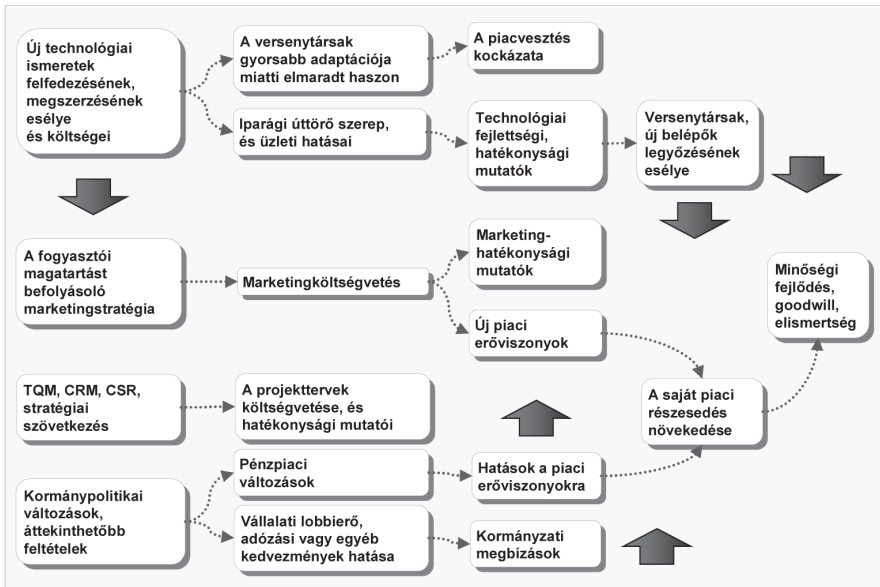 Új technológiai
ismeretek
felfedezésének,
megszerzésének
esélye
és költségei
A versenytársak
gyorsabb adaptációja
miatti elmaradt haszon
A piacvesztés
kockázata
Iparági úttörő szerep,
és üzleti hatásai
Technológiai
fejlettségi,
hatékonysági
mutatók
Versenytársak,
új belépők
legyőzésének
esélye
A fogyasztói
magatartást
befolyásoló
marketingstratégia
Marketingköltségvetés
Marketing-
hatékonysági
mutatók
Új piaci
erőviszonyok
Minőségi
fejlődés,
goodwill,
elismertség
TQM, CRM, CSR,
stratégiai
szövetkezés
A projekttervek
költségvetése, és
hatékonysági mutatói
A saját piaci
részesedés
növekedése
Kormánypolitikai
változások,
áttekinthetőbb
feltételek
Pénzpiaci
változások
Hatások a piaci
erőviszonyokra
Vállalati lobbierő,
adózási vagy egyéb
kedvezmények hatása
Kormányzati
megbízások